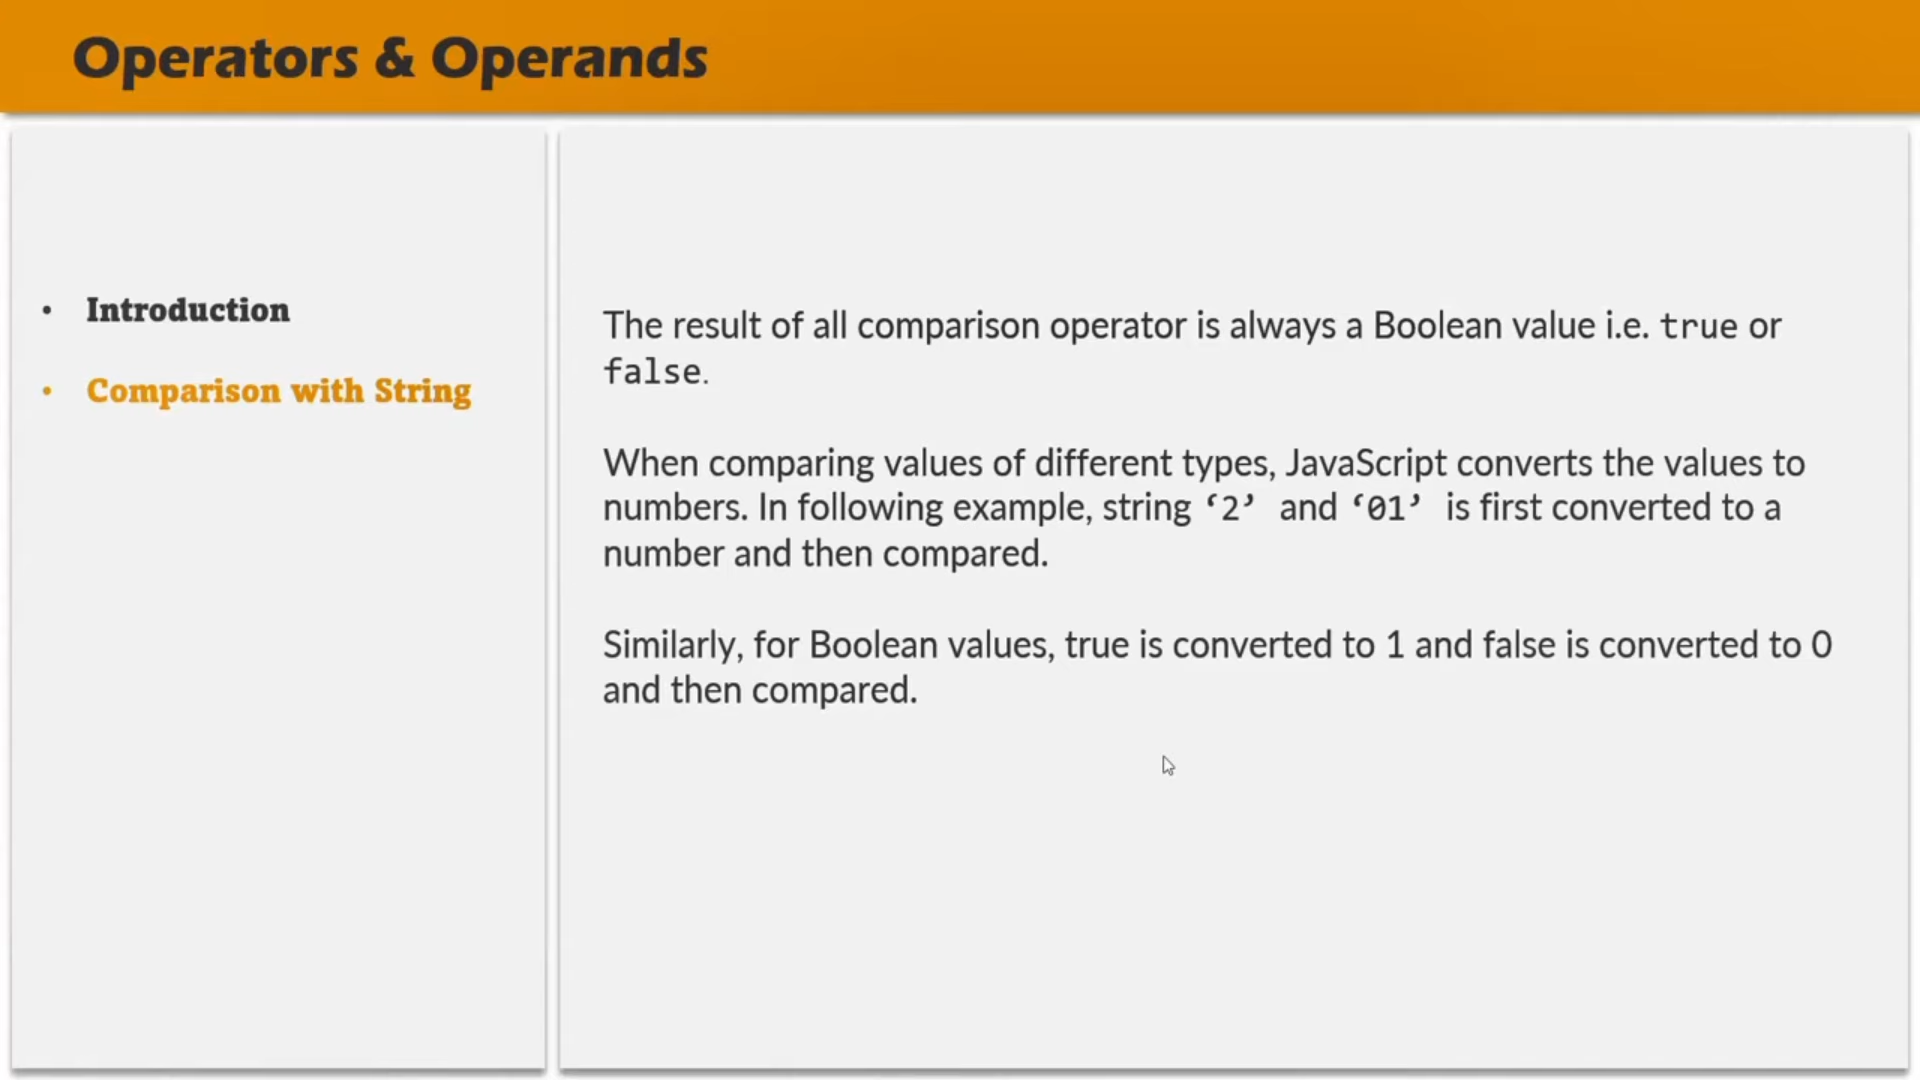 Operators & Operands
• Introduction
• Comparison with String
The result of all comparison operator is always a Boolean value i.e. true or
false.
When comparing values of different types, JavaScript converts the values to
numbers. In following example, string ‘2’ and ‘01’ is first converted to a
number and then compared.
Similarly, for Boolean values, true is converted to 1 and false is converted to 0
and then compared.